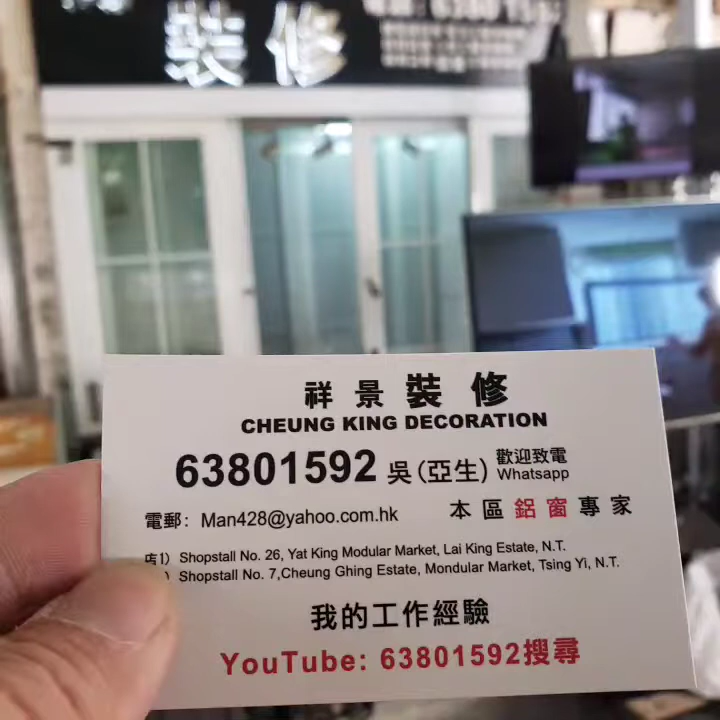 裝修
祥景裝修
CHEUNG KING DECORATION
63801592 吳(亞生) 歡迎致電 Whatsapp
電郵: Man428@yahoo.com.hk 本區鋁窗專家
店1) Shopstall No. 26, Yat King Modular Market, Lai King Estate, N.T.
) Shopstall No. 7,Cheung Ghing Estate, Mondular Market, Tsing Yi, N.T.
我的工作經驗
YouTube: 63801592搜尋